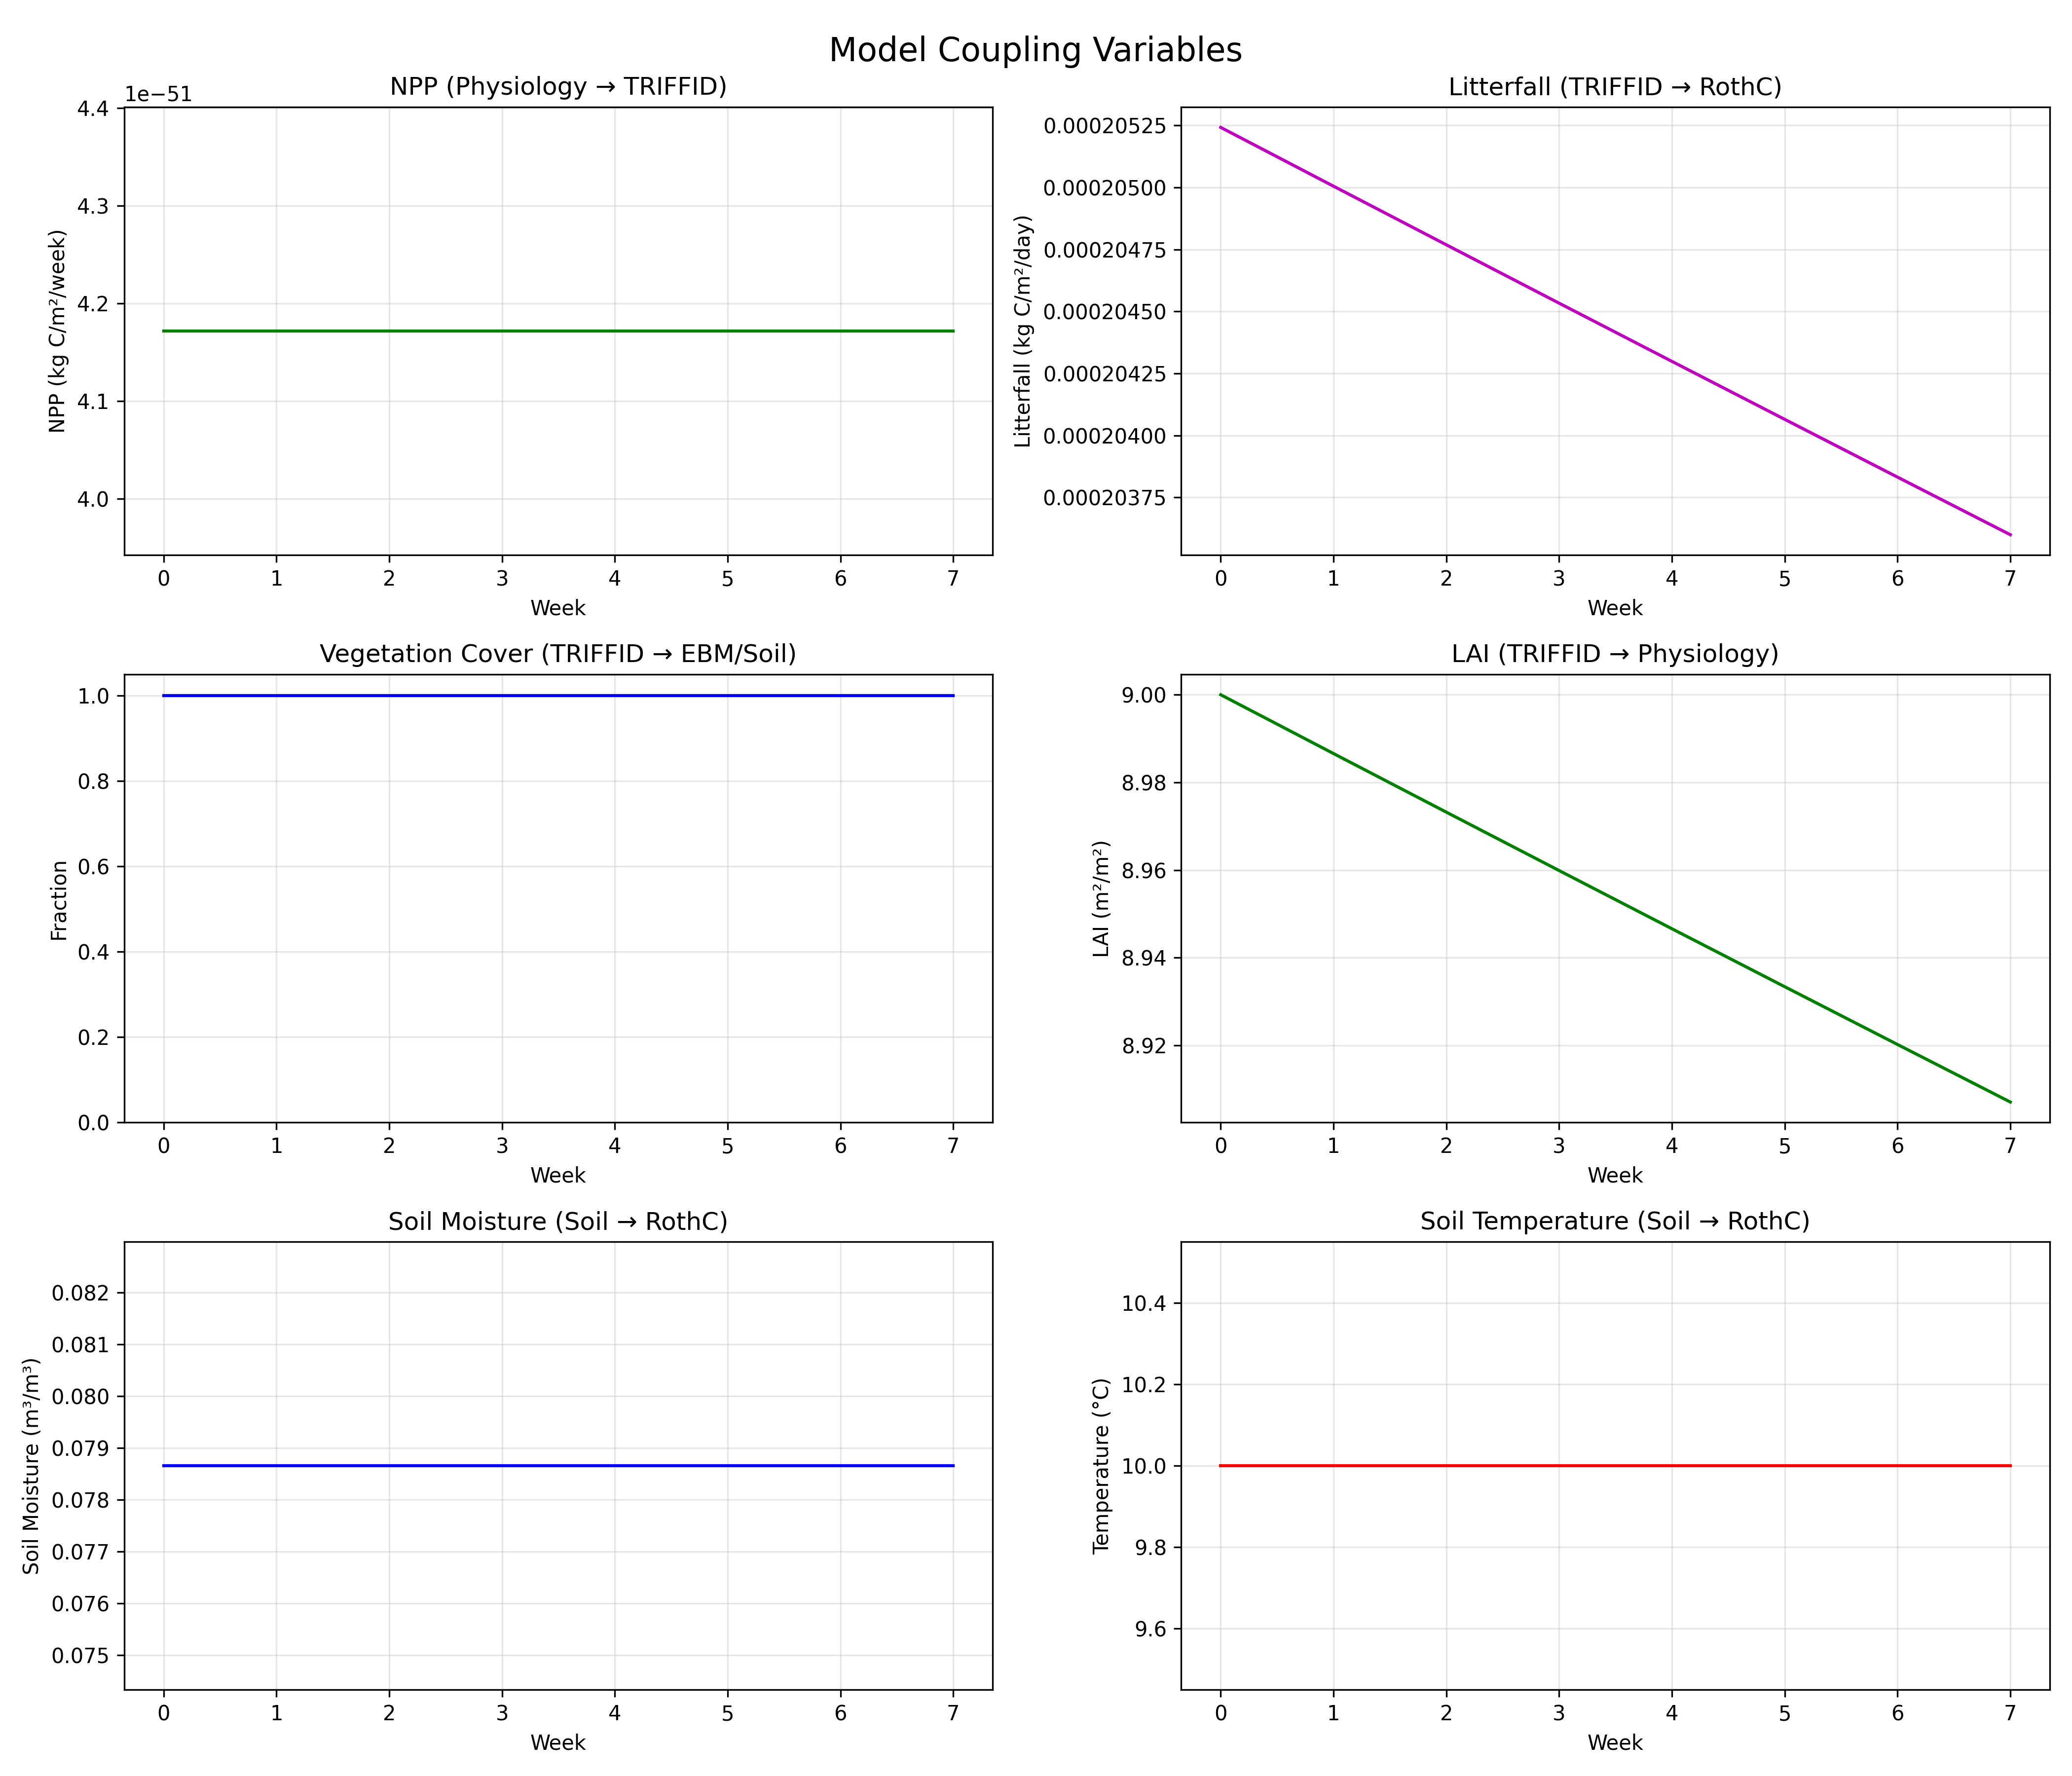 Model Coupling Variables
NPP (Physiology → TRIFFID)
1e−51
4.4
4.3
4.2
4.1
4.0
NPP (kg C/m²/week)
0 1 2 3 4 5 6 7
Week
Litterfall (TRIFFID → RothC)
0.00020525
0.00020500
0.00020475
0.00020450
0.00020425
0.00020400
0.00020375
Litterfall (kg C/m²/day)
0 1 2 3 4 5 6 7
Week
Vegetation Cover (TRIFFID → EBM/Soil)
1.0
0.8
0.6
0.4
0.2
0.0
Fraction
0 1 2 3 4 5 6 7
Week
LAI (TRIFFID → Physiology)
9.00
8.98
8.96
8.94
8.92
LAI (m²/m²)
0 1 2 3 4 5 6 7
Week
Soil Moisture (Soil → RothC)
0.082
0.081
0.080
0.079
0.078
0.077
0.076
0.075
Soil Moisture (m³/m³)
0 1 2 3 4 5 6 7
Week
Soil Temperature (Soil → RothC)
10.4
10.2
10.0
9.8
9.6
Temperature (°C)
0 1 2 3 4 5 6 7
Week